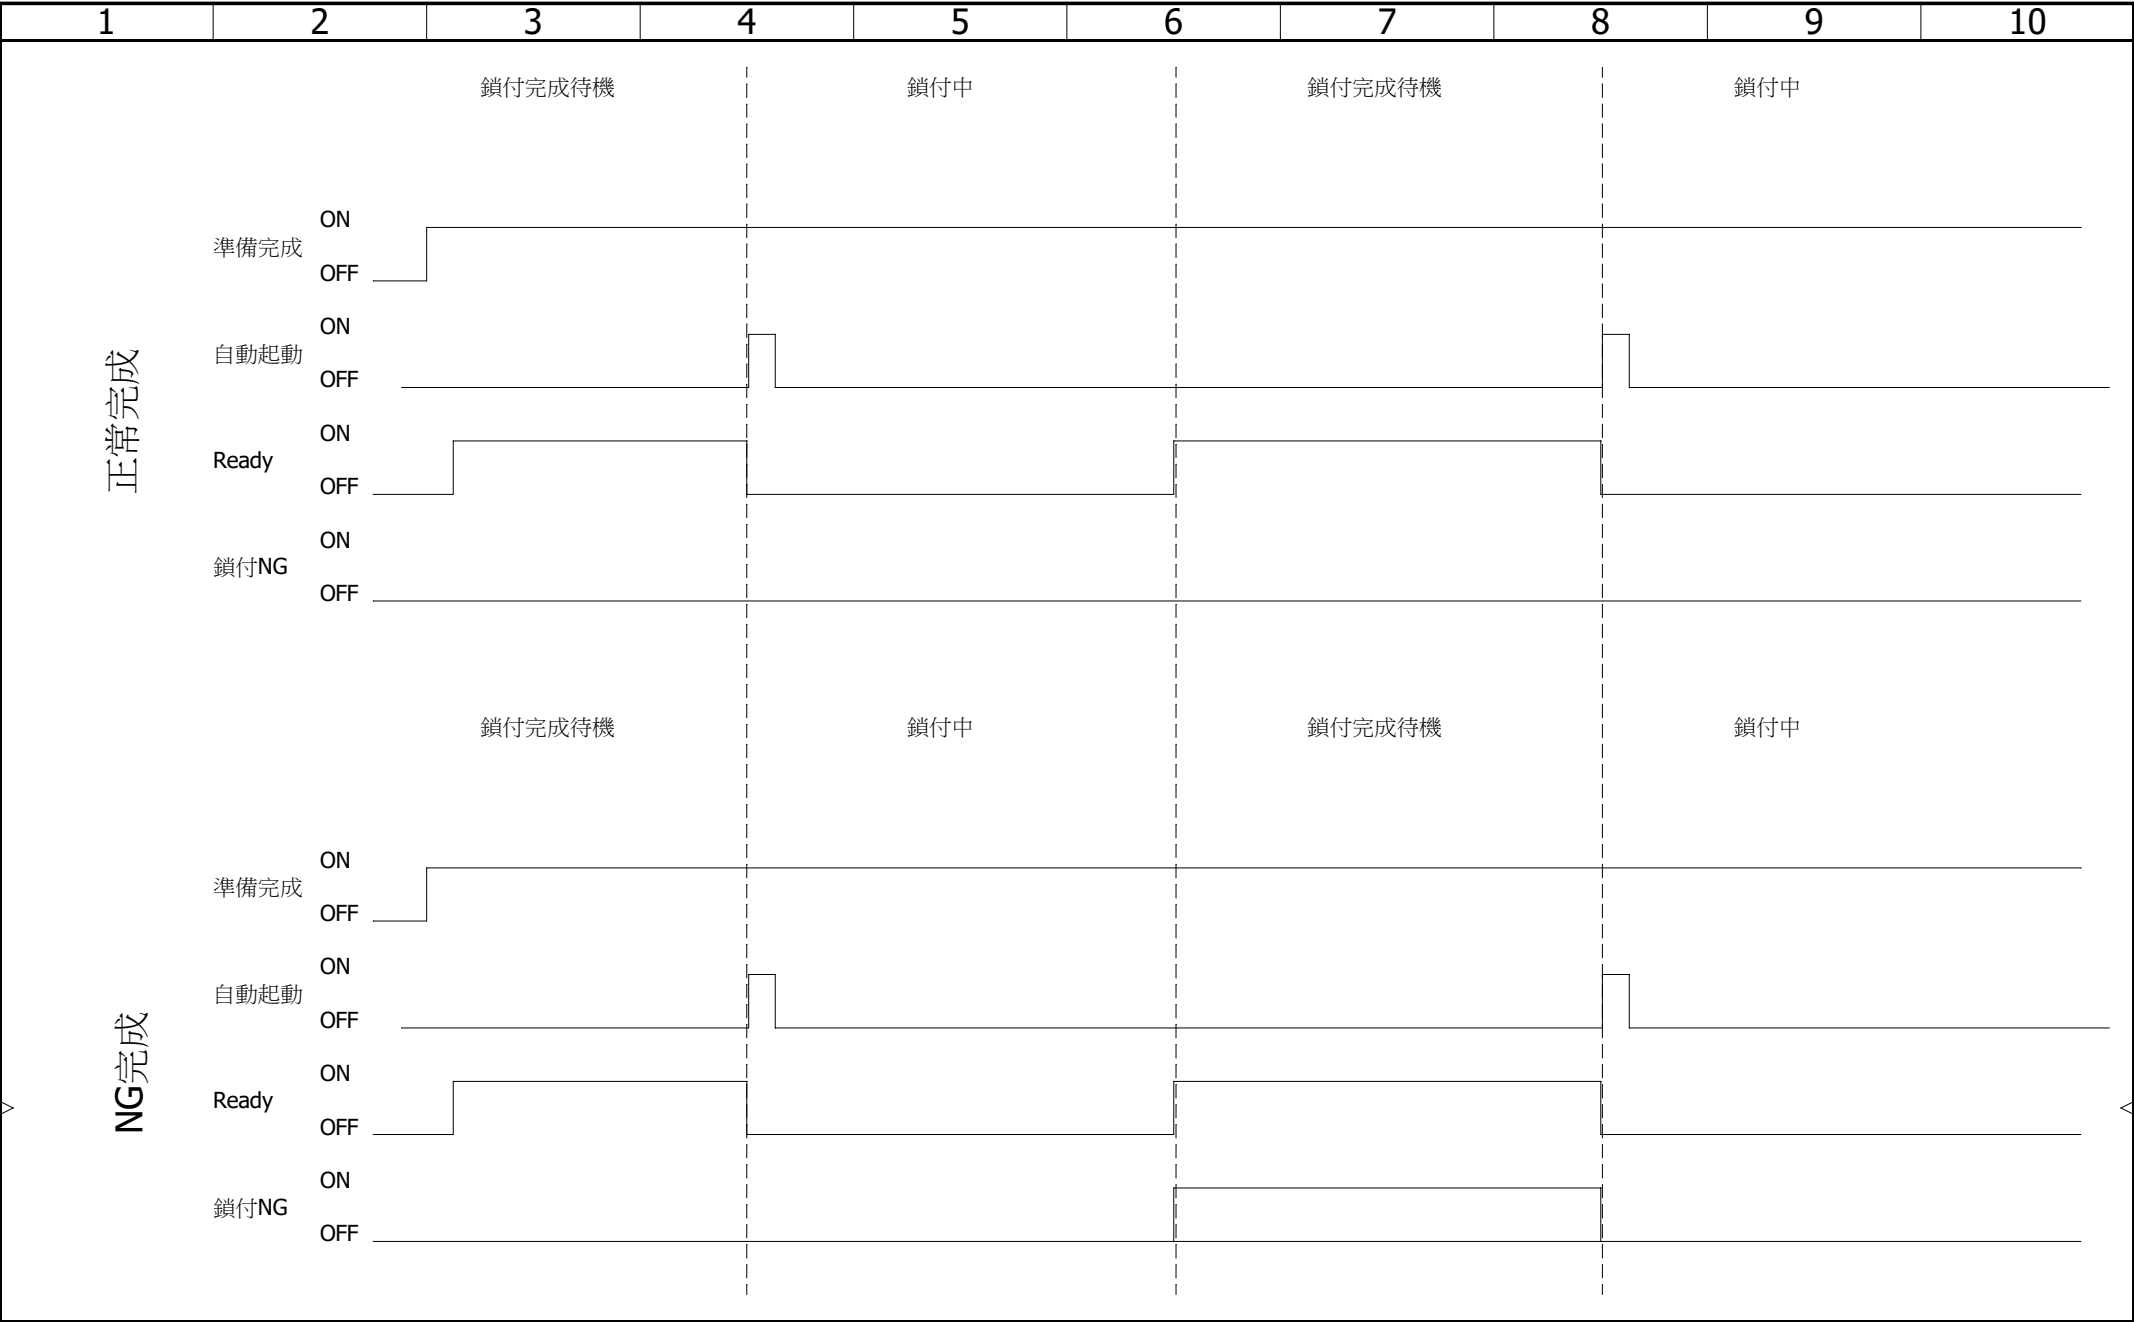 1 2 3 4 5 6 7 8 9 10
鎖付完成待機 鎖付中 鎖付完成待機 鎖付中
正常完成
ON
準備完成
OFF
ON
自動起動
OFF
ON
Ready
OFF
ON
鎖付NG
OFF
鎖付完成待機 鎖付中 鎖付完成待機 鎖付中
NG完成
ON
準備完成
OFF
ON
自動起動
OFF
ON
Ready
OFF
ON
鎖付NG
OFF